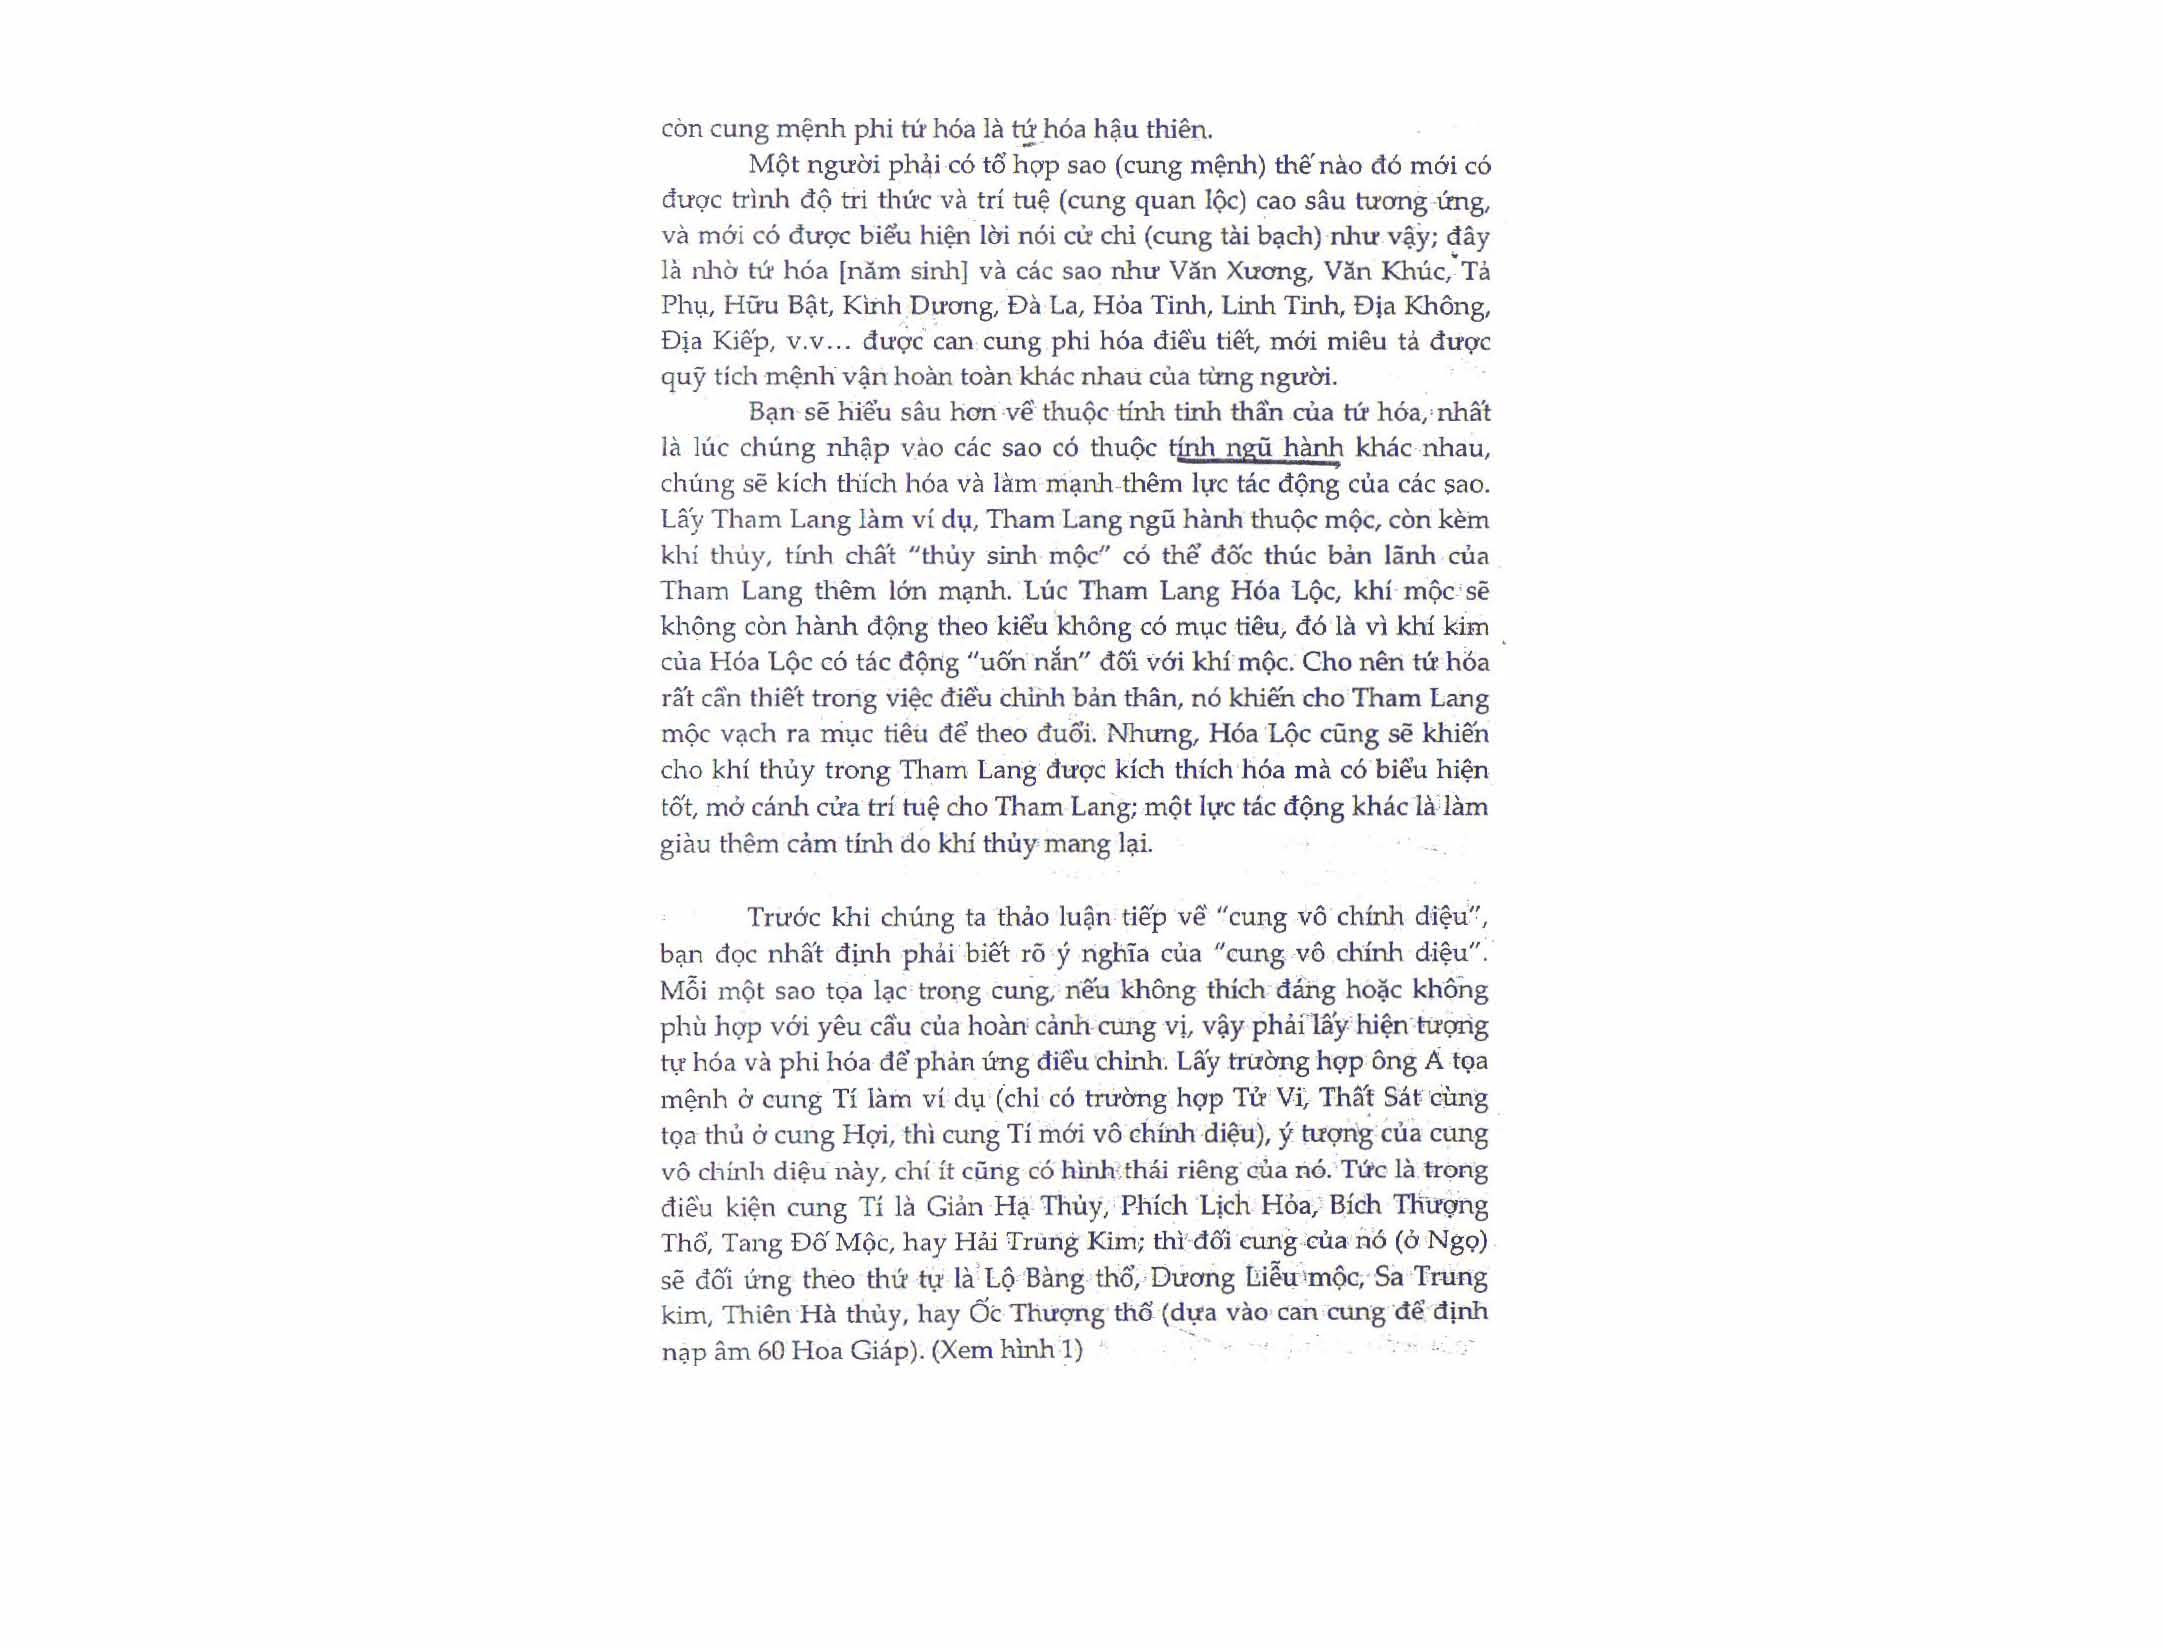 còn cung mệnh phi tứ hóa là tứ hóa hậu thiên.
Một người phải có tổ hợp sao (cung mệnh) thế nào đó mới có
được trình độ tri thức và trí tuệ (cung quan lộc) cao sâu tương ứng,
và mới có được biểu hiện lời nói cử chỉ (cung tài bạch) như vậy; đây
là nhờ tứ hóa [năm sinh] và các sao như Văn Xương, Văn Khúc, Tả
Phụ, Hữu Bật, Kình Dương, Đà La, Hỏa Tinh, Linh Tinh, Địa Không,
Địa Kiếp, v.v... được can cung phi hóa điều tiết, mới miêu tả được
quỹ tích mệnh vận hoàn toàn khác nhau của từng người.
Bạn sẽ hiểu sâu hơn về thuộc tính tinh thần của tứ hóa, nhất
là lúc chúng nhập vào các sao có thuộc tính ngũ hành khác nhau,
chúng sẽ kích thích hóa và làm mạnh thêm lực tác động của các sao.
Lấy Tham Lang làm ví dụ, Tham Lang ngũ hành thuộc mộc, còn kèm
khí thủy, tính chất "thủy sinh mộc" có thể đốc thúc bản lãnh của
Tham Lang thêm lớn mạnh. Lúc Tham Lang Hóa Lộc, khí mộc sẽ
không còn hành động theo kiểu không có mục tiêu, đó là vì khí kim
của Hóa Lộc có tác động "uốn nắn" đối với khí mộc. Cho nên tứ hóa
rất cần thiết trong việc điều chỉnh bản thân, nó khiến cho Tham Lang
mộc vạch ra mục tiêu để theo đuổi. Nhưng, Hóa Lộc cũng sẽ khiến
cho khí thủy trong Tham Lang được kích thích hóa mà có biểu hiện
tốt, mở cánh cửa trí tuệ cho Tham Lang; một lực tác động khác là làm
giàu thêm cảm tính do khí thủy mang lại.
Trước khi chúng ta thảo luận tiếp về "cung vô chính diệu",
bạn đọc nhất định phải biết rõ ý nghĩa của "cung vô chính diệu".
Mỗi một sao tọa lạc trong cung, nếu không thích đáng hoặc không
phù hợp với yêu cầu của hoàn cảnh cung vị, vậy phải lấy hiện tượng
tự hóa và phi hóa để phản ứng điều chỉnh. Lấy trường hợp ông A tọa
mệnh ở cung Tí làm ví dụ (chỉ có trường hợp Tử Vi, Thất Sát cùng
tọa thủ ở cung Hợi, thì cung Tí mới vô chính diệu), ý tượng của cung
vô chính diệu này, chí ít cũng có hình thái riêng của nó. Tức là trong
điều kiện cung Tí là Giản Hạ Thủy, Phích Lịch Hỏa, Bích Thượng
Thổ, Tang Đố Mộc, hay Hải Trung Kim; thì đối cung của nó (ở Ngọ)
sẽ đối ứng theo thứ tự là Lộ Bàng thổ, Dương Liễu mộc, Sa Trung
kim, Thiên Hà thủy, hay Ốc Thượng thổ (dựa vào can cung để định
nạp âm 60 Hoa Giáp). (Xem hình 1)